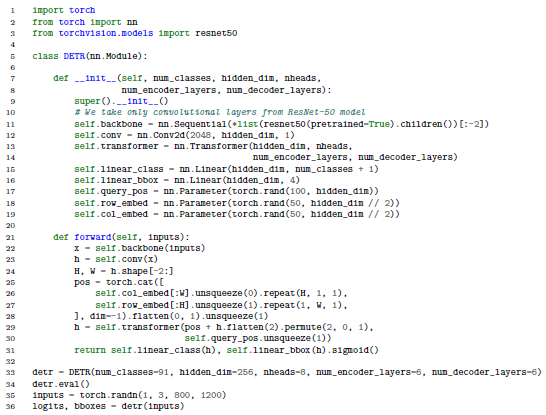 1 import torch
2 from torch import nn
3 from torchvision.models import resnet50
4
5 class DETR(nn.Module):
6
7     def __init__(self, num_classes, hidden_dim, nheads,
8                  num_encoder_layers, num_decoder_layers):
9         super().__init__()
10         # We take only convolutional layers from ResNet-50 model
11         self.backbone = nn.Sequential(*list(resnet50(pretrained=True).children())[:-2])
12         self.conv = nn.Conv2d(2048, hidden_dim, 1)
13         self.transformer = nn.Transformer(hidden_dim, nheads,
14                                           num_encoder_layers, num_decoder_layers)
15         self.linear_class = nn.Linear(hidden_dim, num_classes + 1)
16         self.linear_bbox = nn.Linear(hidden_dim, 4)
17         self.query_pos = nn.Parameter(torch.rand(100, hidden_dim))
18         self.row_embed = nn.Parameter(torch.rand(50, hidden_dim // 2))
19         self.col_embed = nn.Parameter(torch.rand(50, hidden_dim // 2))
20
21     def forward(self, inputs):
22         x = self.backbone(inputs)
23         h = self.conv(x)
24         H, W = h.shape[-2:]
25         pos = torch.cat([
26             self.col_embed[:W].unsqueeze(0).repeat(H, 1, 1),
27             self.row_embed[:H].unsqueeze(1).repeat(1, W, 1),
28         ], dim=-1).flatten(0, 1).unsqueeze(1)
29         h = self.transformer(pos + h.flatten(2).permute(2, 0, 1),
30                              self.query_pos.unsqueeze(1))
31         return self.linear_class(h), self.linear_bbox(h).sigmoid()
32
33 detr = DETR(num_classes=91, hidden_dim=256, nheads=8, num_encoder_layers=6, num_decoder_layers=6)
34 detr.eval()
35 inputs = torch.randn(1, 3, 800, 1200)
36 logits, bboxes = detr(inputs)